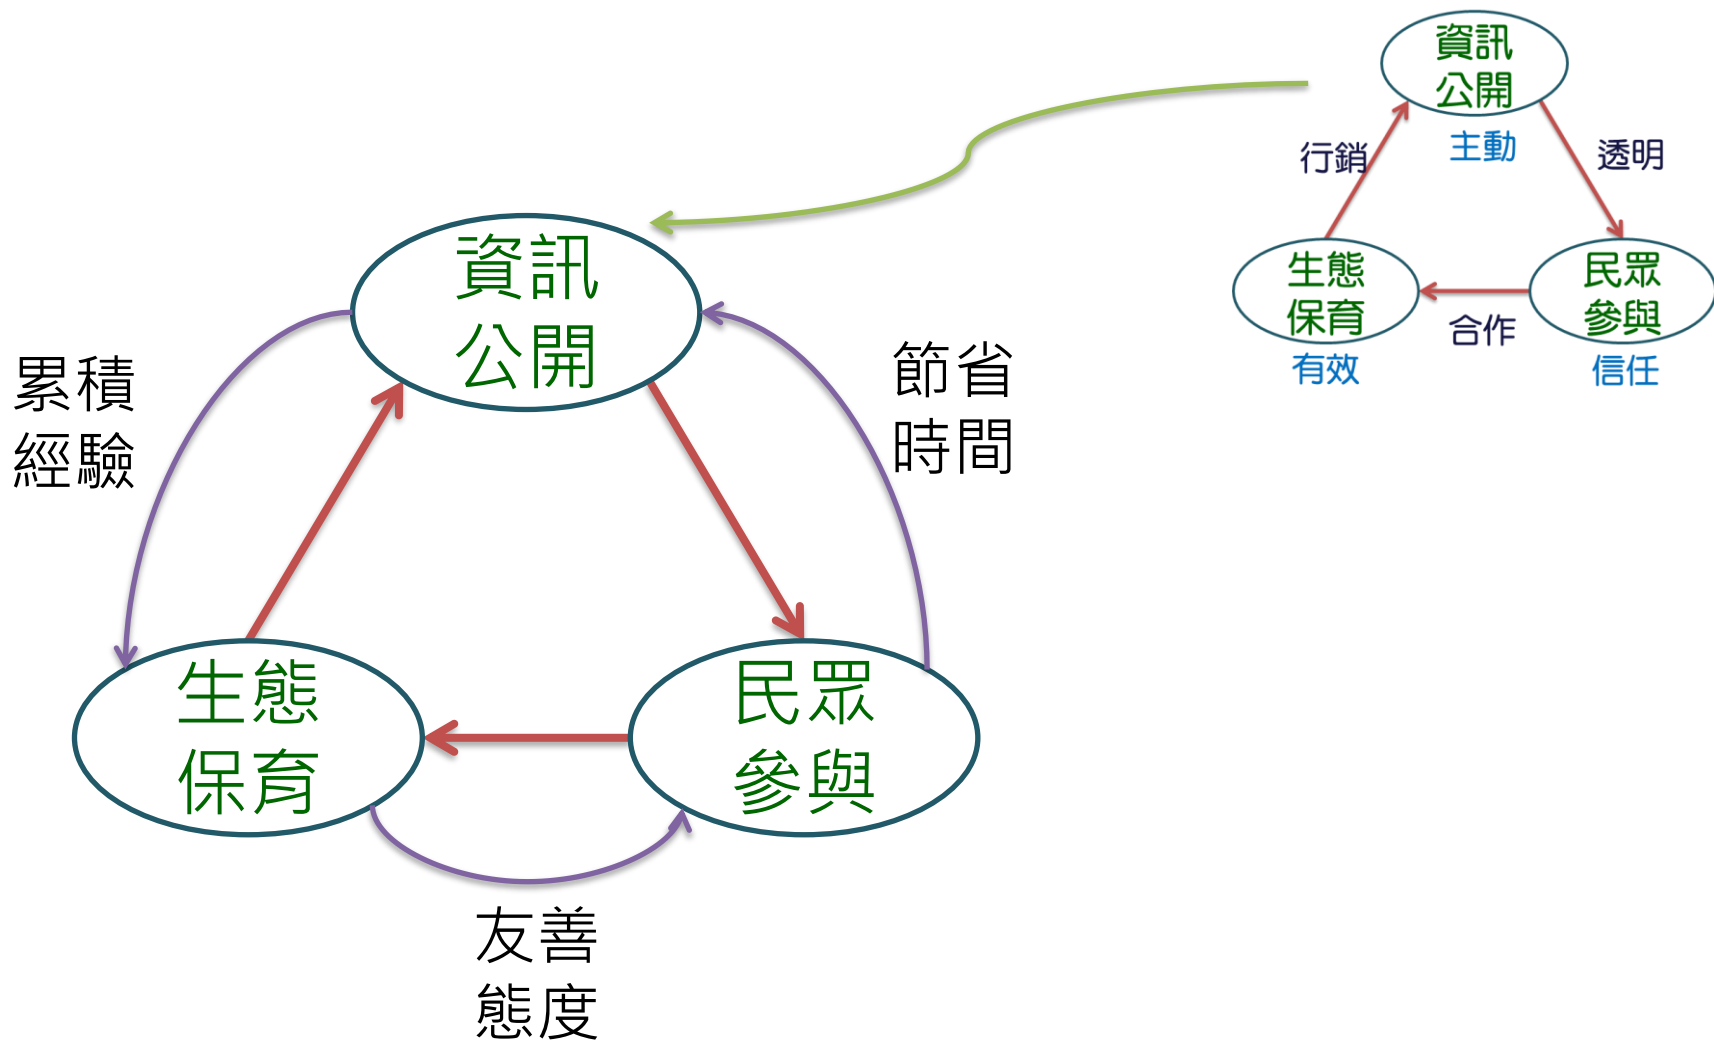 資訊
公開
主動
行銷
透明
生態
保育
有效
合作
民眾
參與
信任
資訊
公開
累積
經驗
節省
時間
生態
保育
民眾
參與
友善
態度